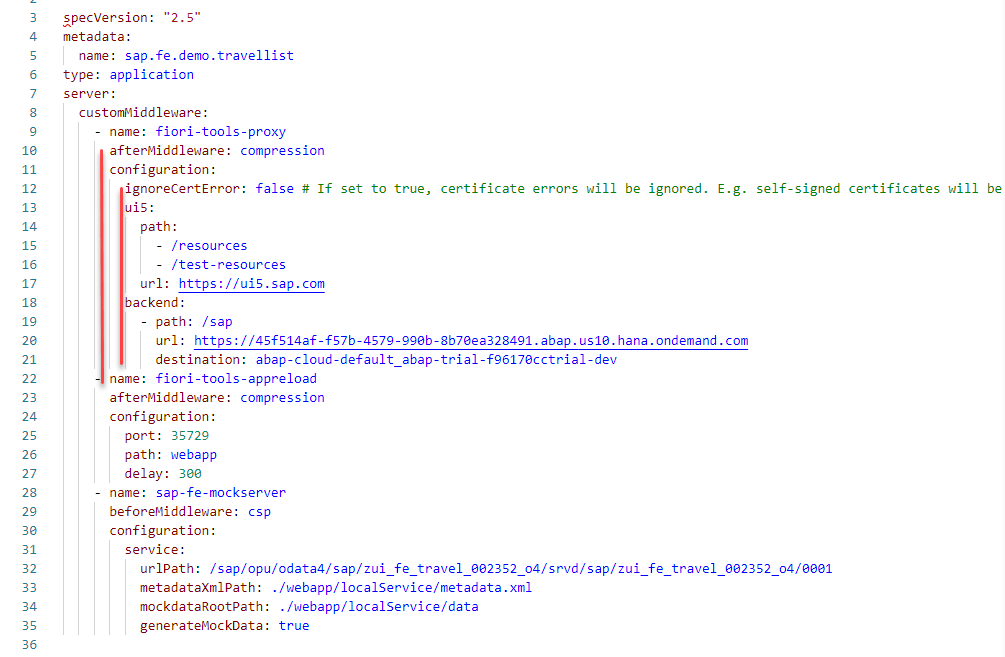 3 specVersion: "2.5"
4 metadata:
5   name: sap.fe.demo.travellist
6 type: application
7 server:
8   customMiddleware:
9     - name: fiori-tools-proxy
10       afterMiddleware: compression
11       configuration:
12         ignoreCertError: false # If set to true, certificate errors will be ignored. E.g. self-signed certificates will be
13         ui5:
14           path:
15             - /resources
16             - /test-resources
17           url: https://ui5.sap.com
18         backend:
19           - path: /sap
20             url: https://45f514af-f57b-4579-990b-8b70ea328491.abap.us10.hana.ondemand.com
21             destination: abap-cloud-default_abap-trial-f96170cctrial-dev
22     - name: fiori-tools-appreload
23       afterMiddleware: compression
24       configuration:
25         port: 35729
26         path: webapp
27         delay: 300
28     - name: sap-fe-mockserver
29       beforeMiddleware: csp
30       configuration:
31         service:
32           urlPath: /sap/opu/odata4/sap/zui_fe_travel_002352_o4/srvd/sap/zui_fe_travel_002352_o4/0001
33           metadataXmlPath: ./webapp/localService/metadata.xml
34           mockdataRootPath: ./webapp/localService/data
35           generateMockData: true
36